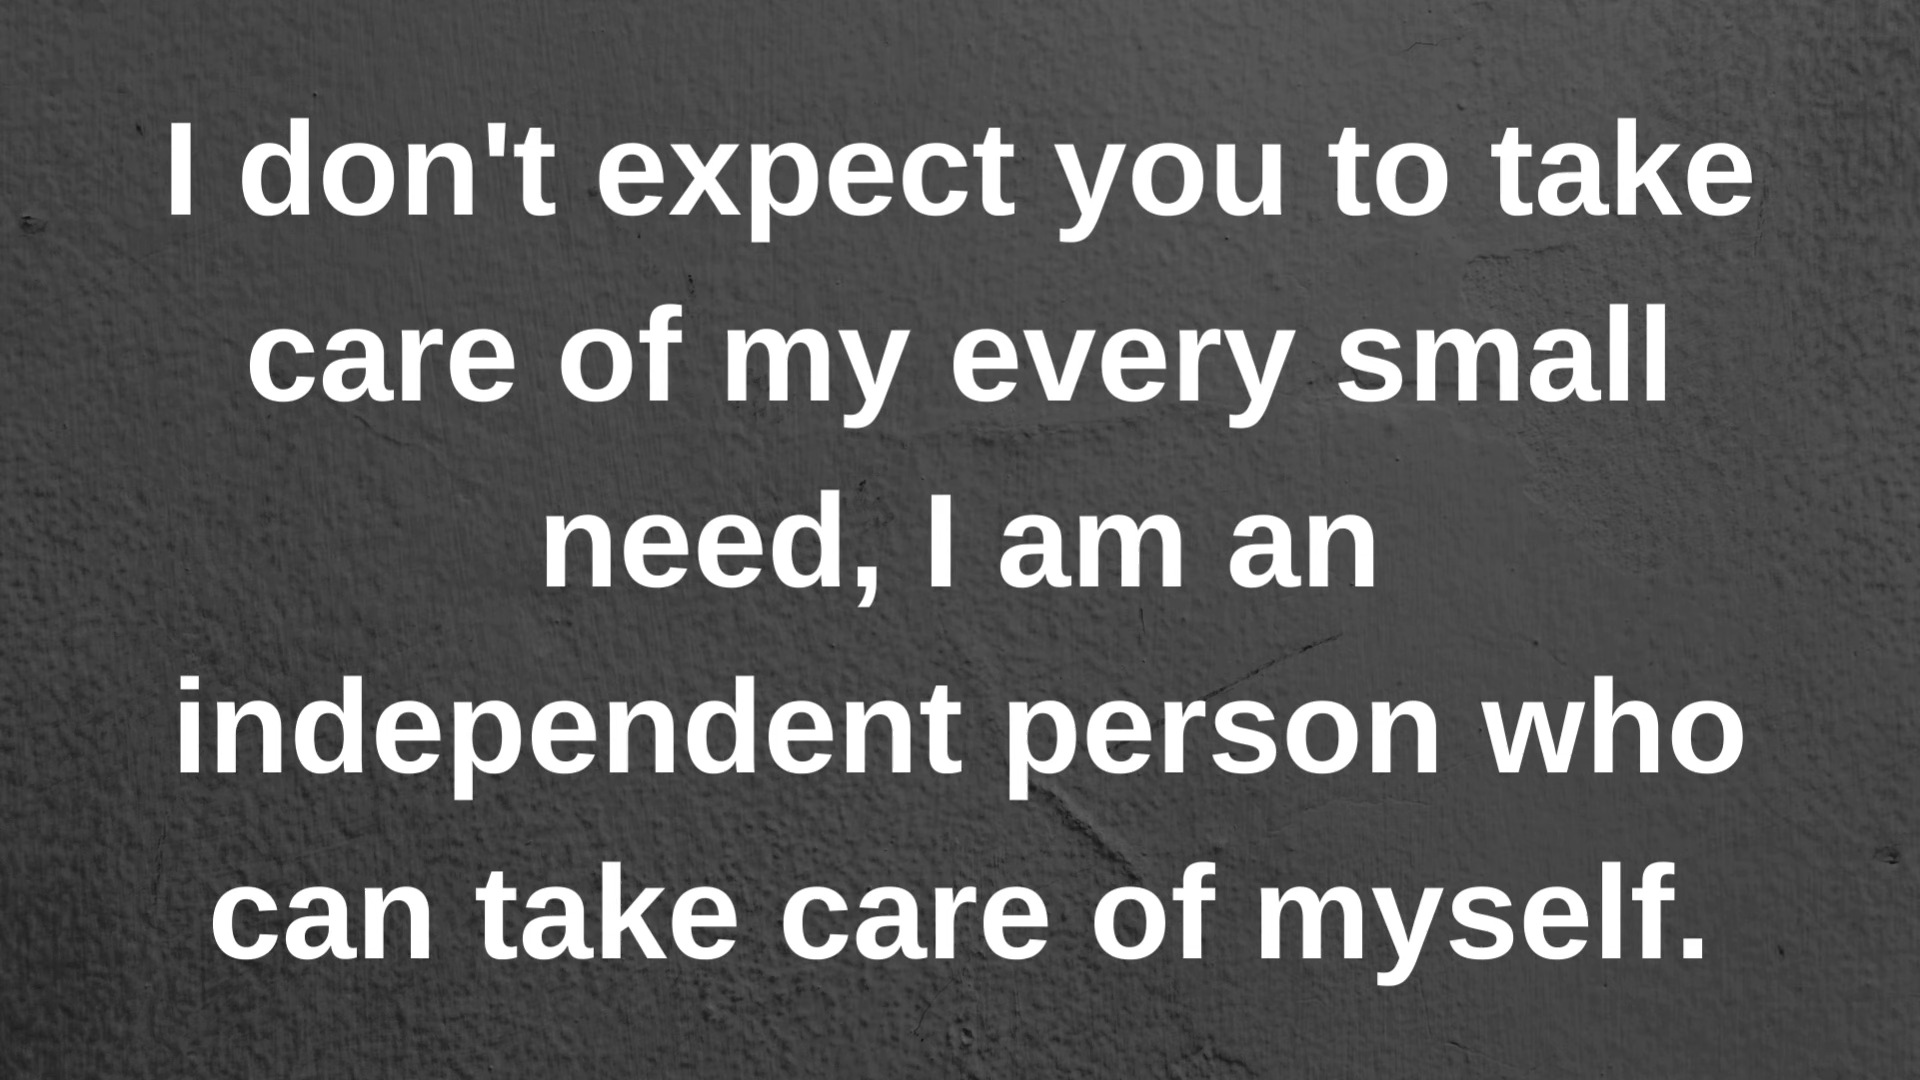 I don't expect you to take
care of my every small
need, I am an
independent person who
can take care of myself.